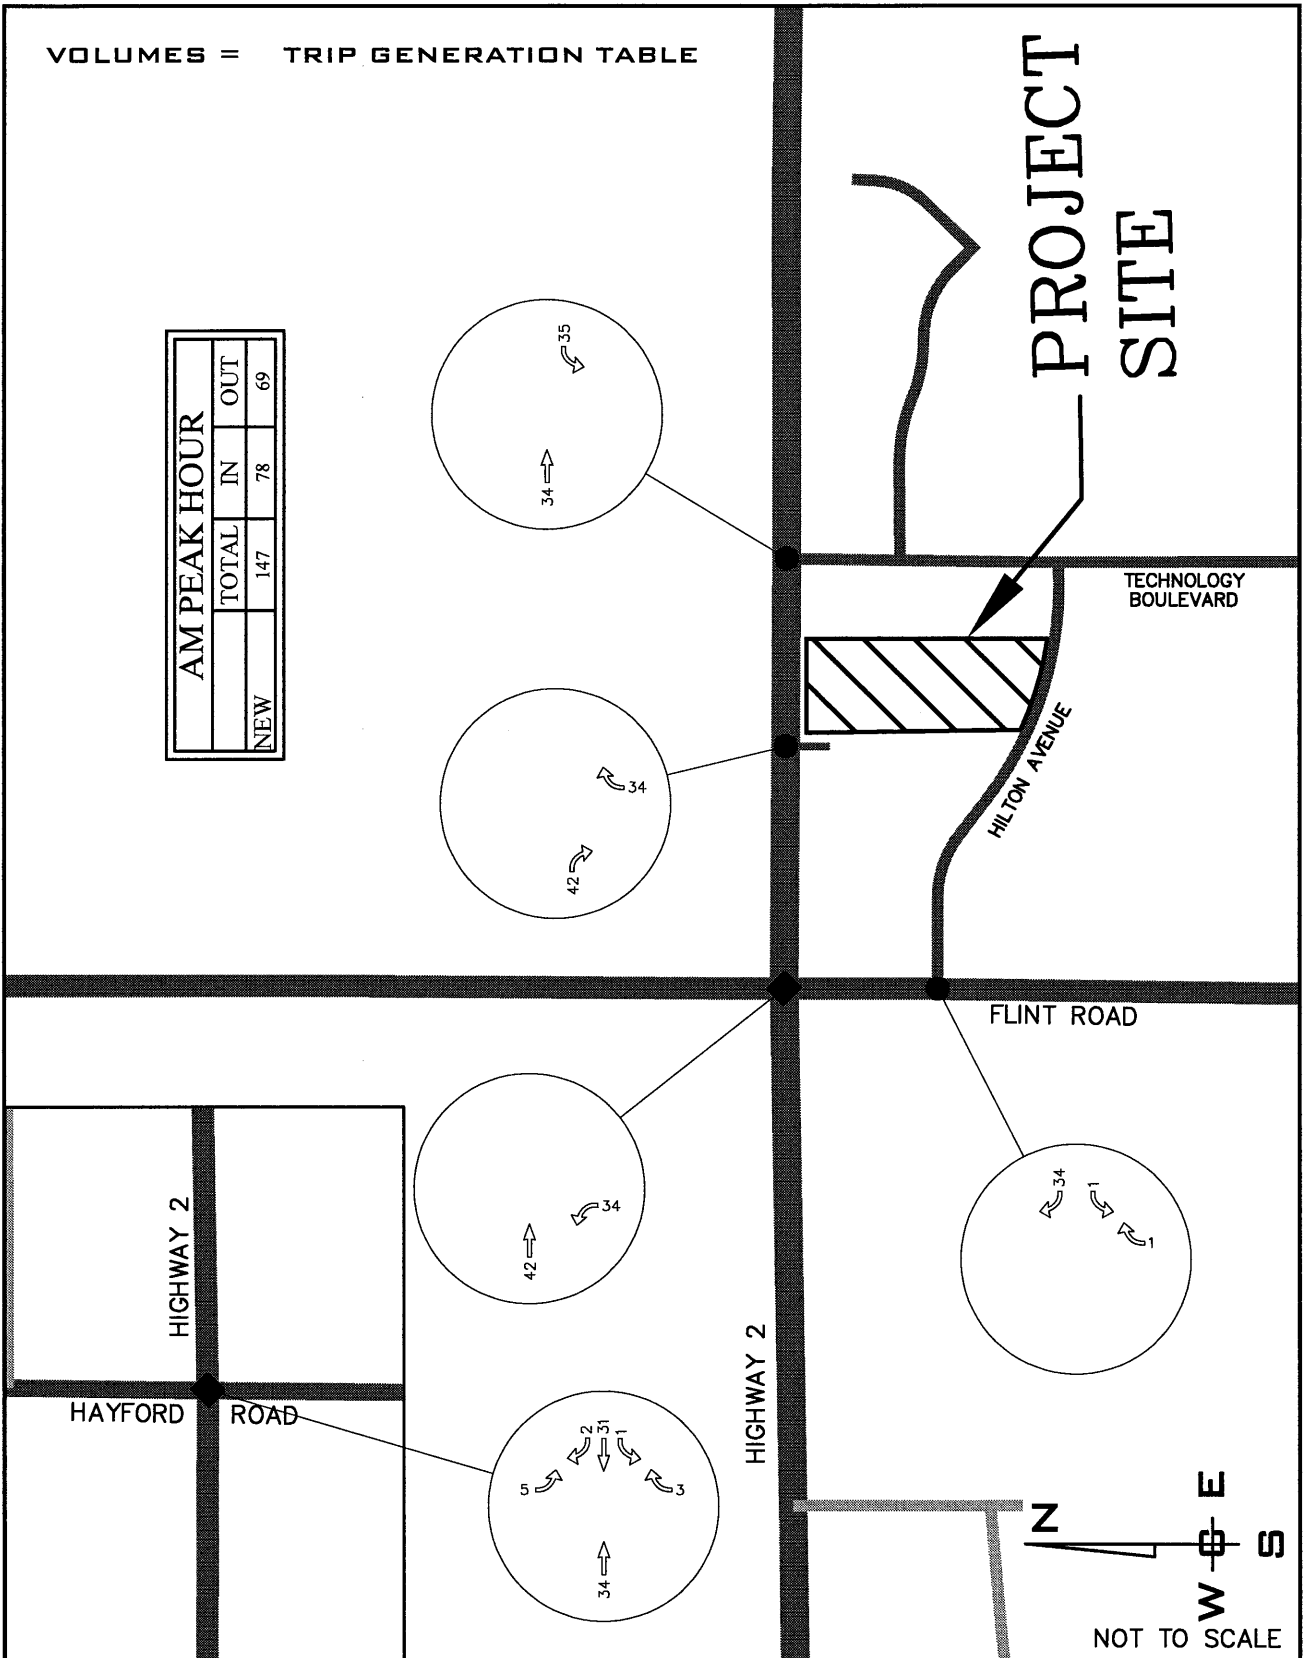 VOLUMES = TRIP GENERATION TABLE
PROJECT
SITE
AM PEAK HOUR
TOTAL IN OUT
NEW 147 78 69
35
34
TECHNOLOGY
BOULEVARD
34
42
HILTON AVENUE
FLINT ROAD
34
42
34
1
1
HIGHWAY 2
HAYFORD ROAD
HIGHWAY 2
2
31
1
5
3
34
N
W E
S
NOT TO SCALE